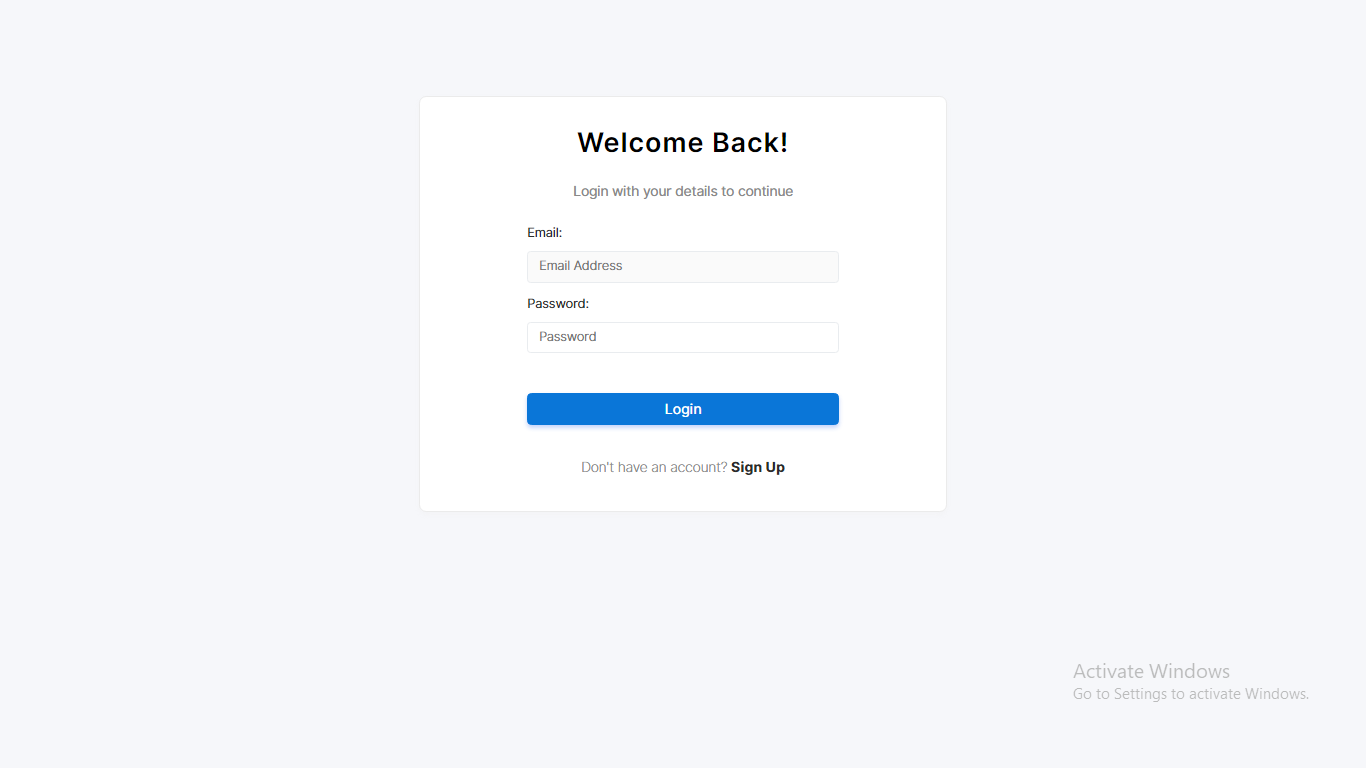 Welcome Back!
Login with your details to continue
Email:
Email Address
Password:
Password
Login
Don't have an account? Sign Up
Activate Windows
Go to Settings to activate Windows.